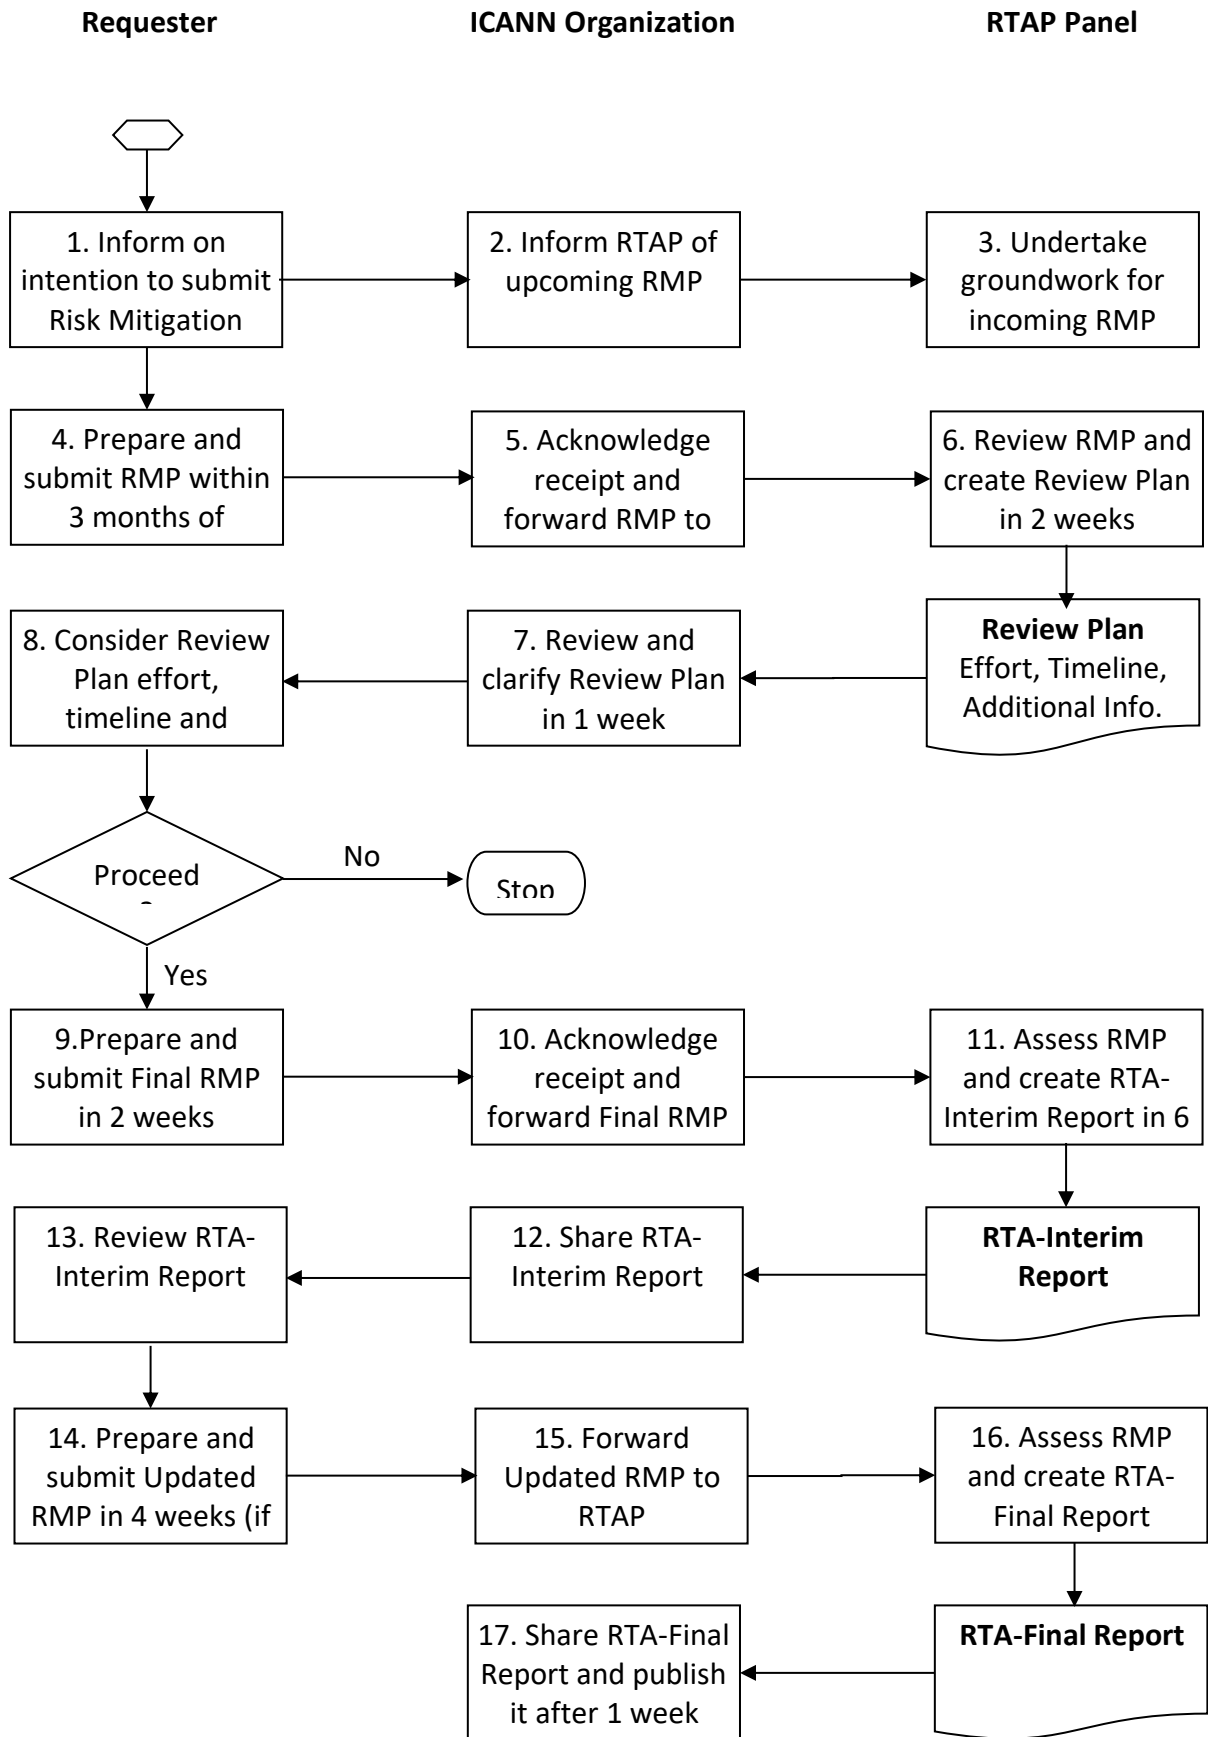 Requester
ICANN Organization
RTAP Panel
1. Inform on
intention to submit
Risk Mitigation
2. Inform RTAP of
upcoming RMP
3. Undertake
groundwork for
incoming RMP
4. Prepare and
submit RMP within
3 months of
5. Acknowledge
receipt and
forward RMP to
6. Review RMP and
create Review Plan
in 2 weeks
8. Consider Review
Plan effort,
timeline and
7. Review and
clarify Review Plan
in 1 week
Review Plan
Effort, Timeline,
Additional Info.
Proceed
No
Stop
Yes
9.Prepare and
submit Final RMP
in 2 weeks
10. Acknowledge
receipt and
forward Final RMP
11. Assess RMP
and create RTA-
Interim Report in 6
13. Review RTA-
Interim Report
12. Share RTA-
Interim Report
RTA-Interim
Report
14. Prepare and
submit Updated
RMP in 4 weeks (if
15. Forward
Updated RMP to
RTAP
16. Assess RMP
and create RTA-
Final Report
17. Share RTA-Final
Report and publish
it after 1 week
RTA-Final Report